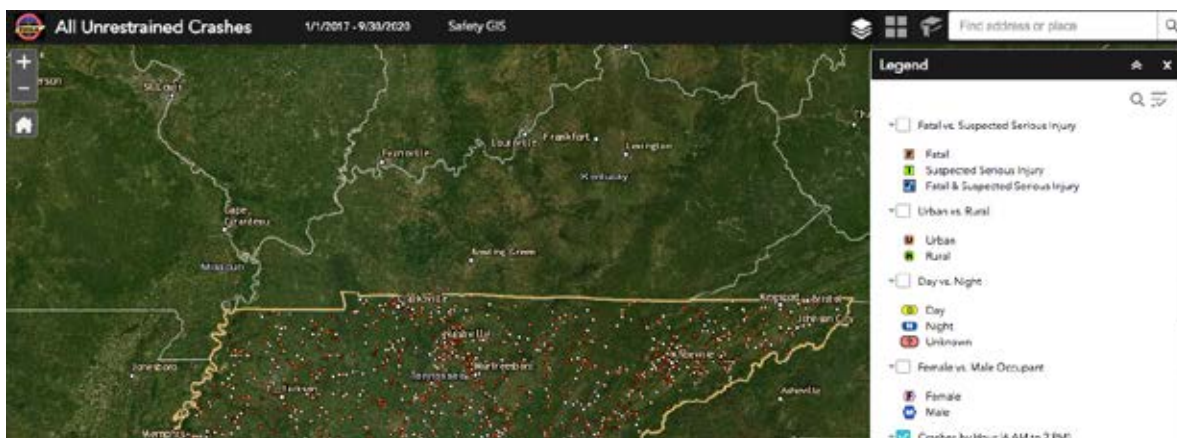 All Unrestrained Crashes
1/1/2017 - 9/30/2020
Safety GIS
Find address or place
Legend
Fatal vs. Suspected Serious Injury
F Fatal
I Suspected Serious Injury
Fatal & Suspected Serious Injury
Urban vs. Rural
U Urban
R Rural
Day vs. Night
D Day
N Night
? Unknown
Female vs. Male Occupant
F Female
M Male
St. Louis
Louisville
Frankfort
Lexington
Evansville
Kentucky
Cape
Girardeau
Missouri
Bowling Green
Clarksville
Kingsport
Bristol
Johnson City
Nashville
Murfreesboro
Tennessee
Jackson
Jonesboro
Asheville
Memphis